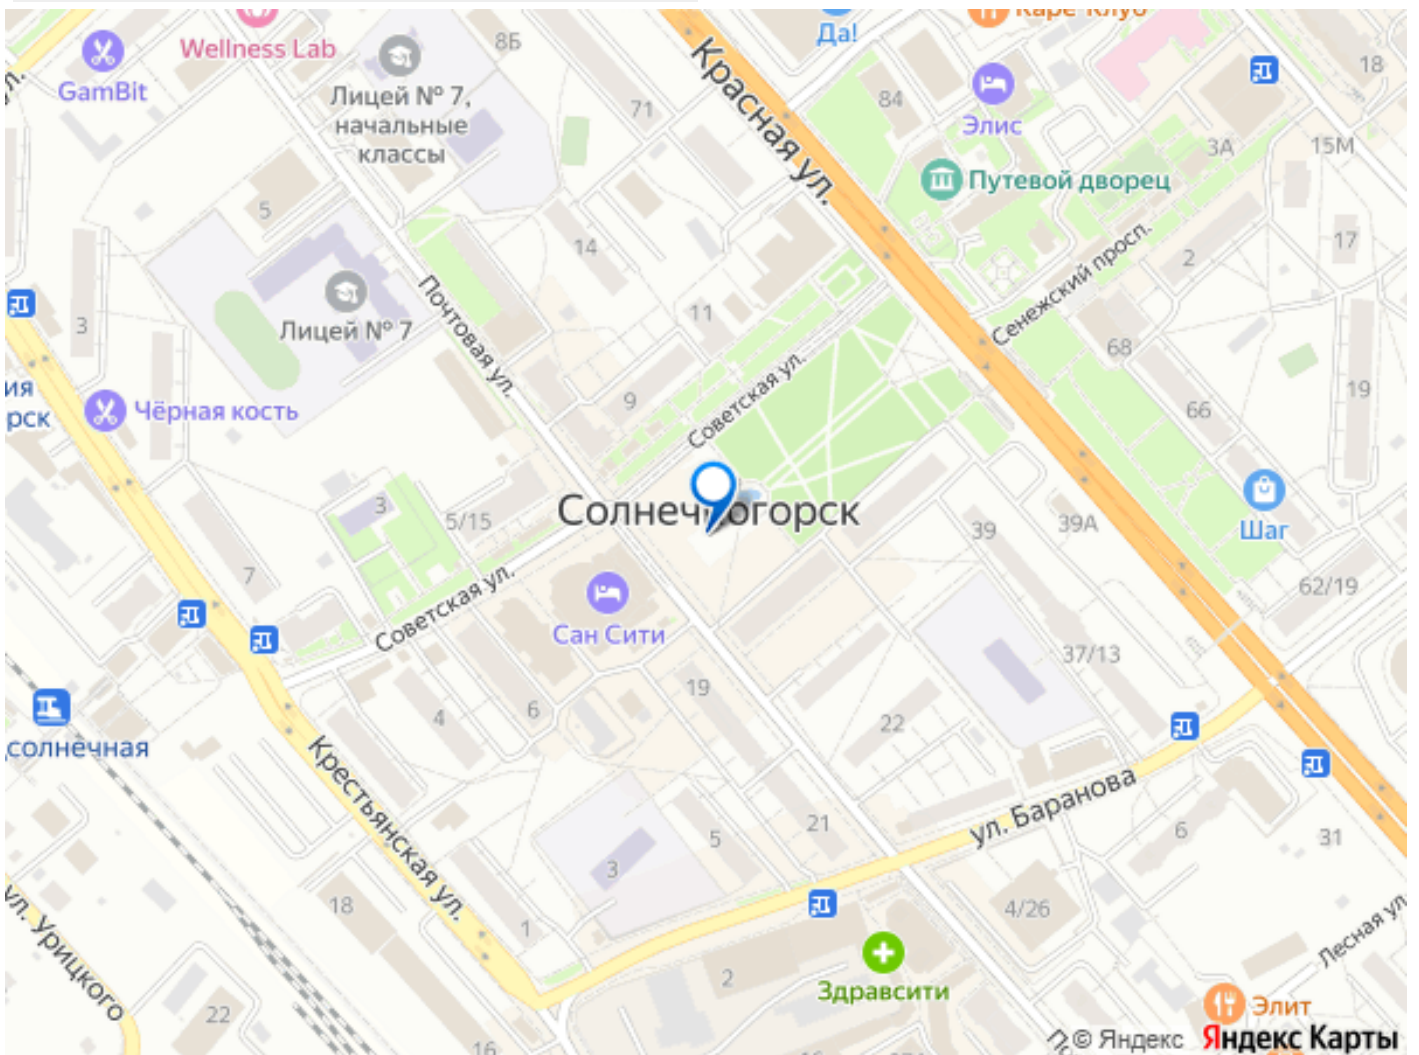 Каре-Клуб
Да!
Wellness Lab
8Б
GamBit
Лицей № 7,
начальные
классы
71
Красная ул.
84
Элис
18
3А
15М
Путевой дворец
5
14
17
2
Сенежский просп.
Почтовая ул.
Лицей № 7
3
11
68
ия
рск
Чёрная кость
9
Советская ул.
66
19
3
5/15
Солнечногорск
39
39А
Шаг
7
Советская ул.
Сан Сити
62/19
37/13
19
4
6
22
солнечная
Крестьянская ул.
ул. Баранова
21
5
6
31
3
18
1
4/26
Лесная ул.
ул. Урицкого
2
Здравсити
22
16
Элит
© Яндекс Яндекс Карты